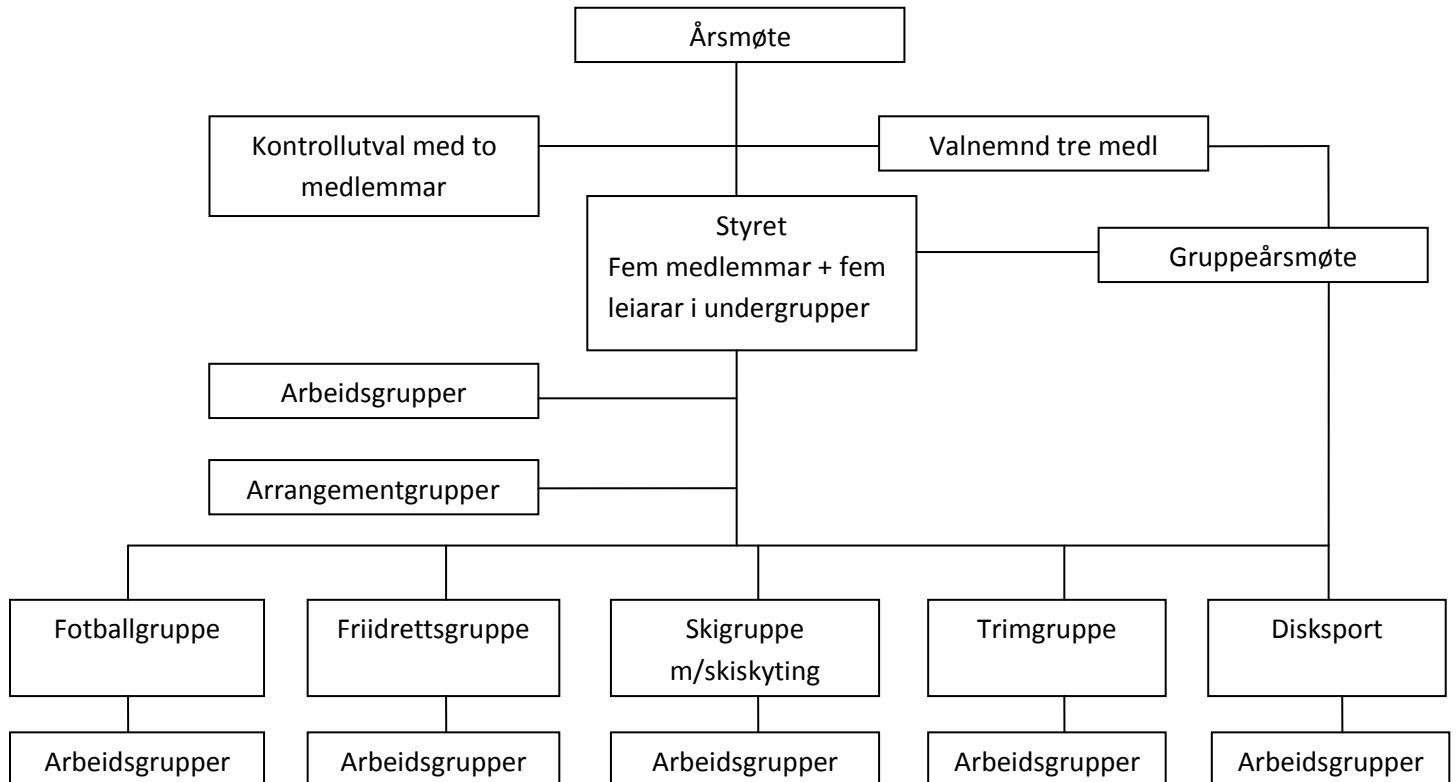 Årsmøte
Kontrollutval med to
medlemmar
Valnemnd tre medl
Styret
Fem medlemmar + fem
leiarar i undergrupper
Gruppeårsmøte
Arbeidsgrupper
Arrangementgrupper
Fotballgruppe
Friidrettsgruppe
Skigruppe
m/skiskyting
Trimgruppe
Disksport
Arbeidsgrupper
Arbeidsgrupper
Arbeidsgrupper
Arbeidsgrupper
Arbeidsgrupper